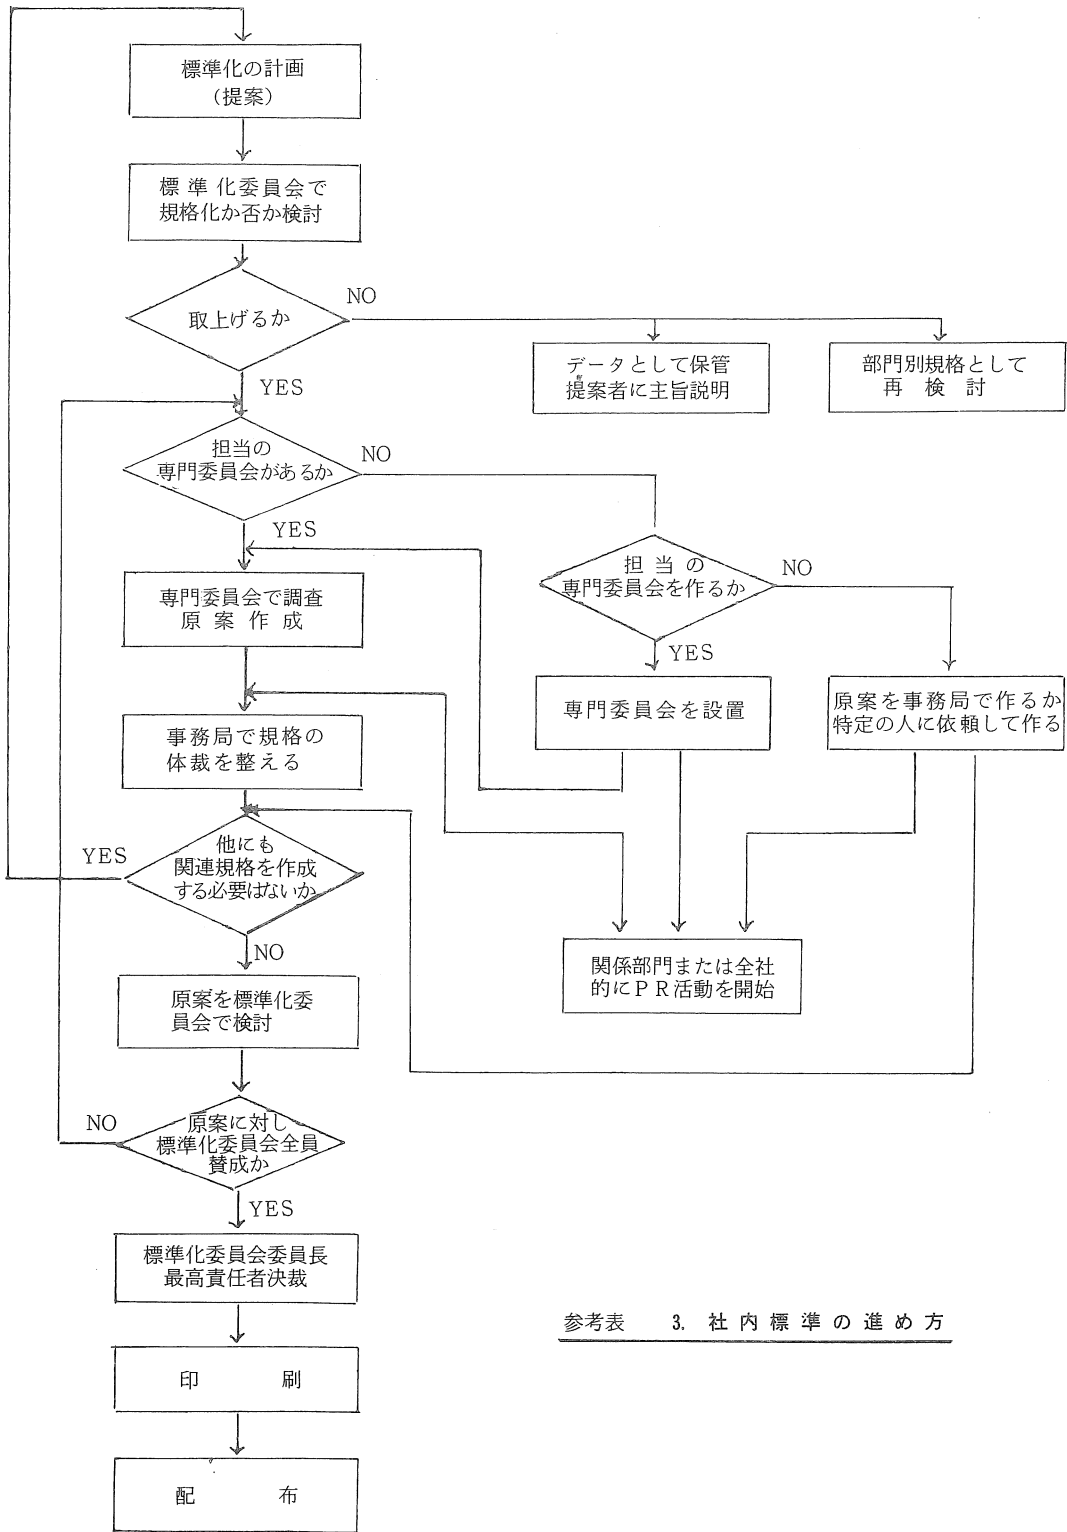 標準化の計画
（提案）
標準化委員会で
規格化か否か検討
取上げるか
NO
データとして保管
提案者に主旨説明
部門別規格として
再検討
YES
担当の
専門委員会があるか
NO
YES
担当の
専門委員会を作るか
NO
専門委員会で調査
原案作成
YES
専門委員会を設置
原案を事務局で作るか
特定の人に依頼して作る
事務局で規格の
体裁を整える
他にも
関連規格を作成
する必要はないか
YES
NO
関係部門または全社
的にPR活動を開始
原案を標準化委
員会で検討
原案に対し
標準化委員会全員
賛成か
NO
YES
標準化委員会委員長
最高責任者決裁
参考表 3. 社内標準の進め方
印刷
配布